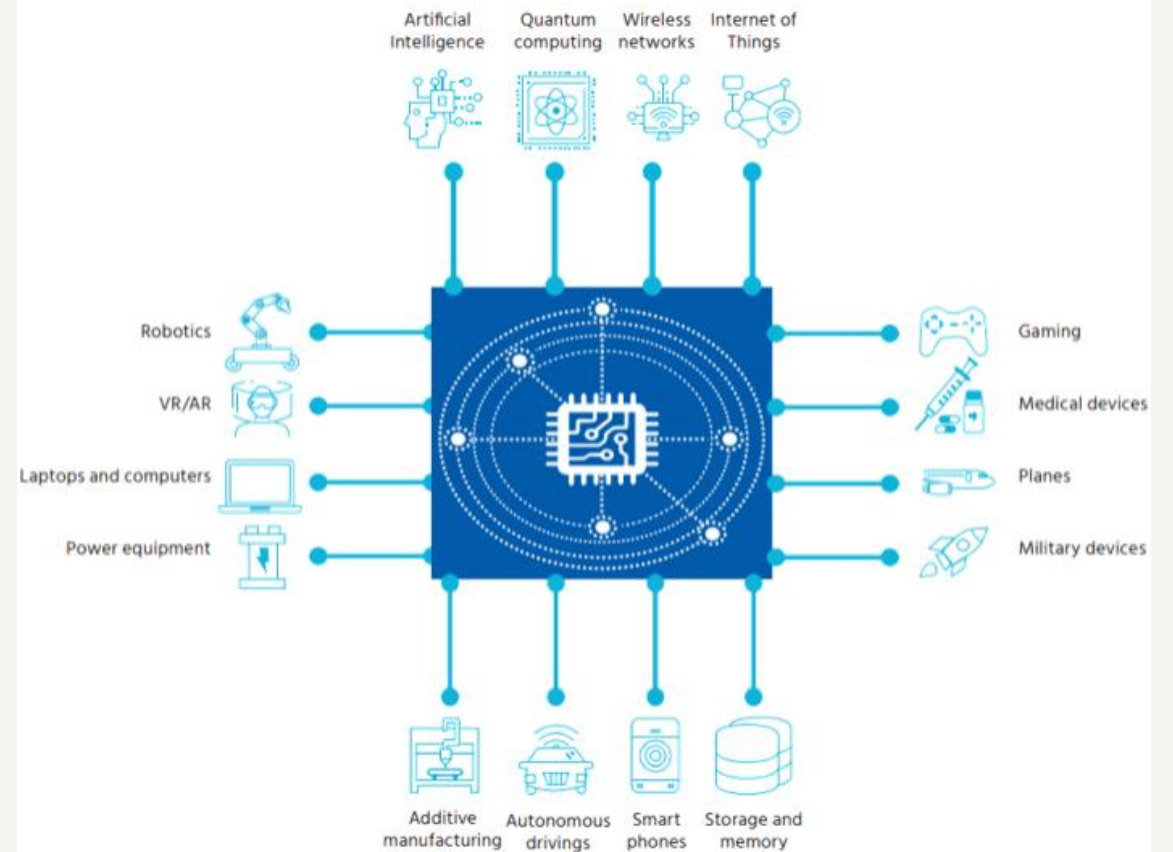 Artificial
Intelligence
Quantum
computing
Wireless
networks
Internet of
Things
Robotics
VR/AR
Laptops and computers
Power equipment
Gaming
Medical devices
Planes
Military devices
Additive
manufacturing
Autonomous
drivings
Smart
phones
Storage and
memory